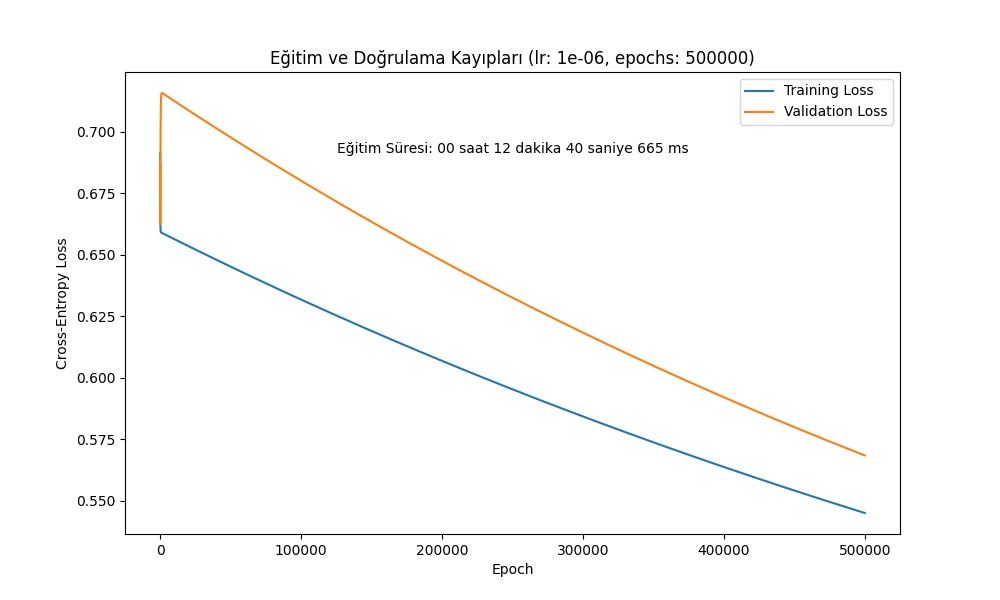 Eğitim ve Doğrulama Kayıpları (lr: 1e-06, epochs: 500000)
Training Loss
Validation Loss
Eğitim Süresi: 00 saat 12 dakika 40 saniye 665 ms
Cross-Entropy Loss
0.700
0.675
0.650
0.625
0.600
0.575
0.550
0
100000
200000
300000
400000
500000
Epoch